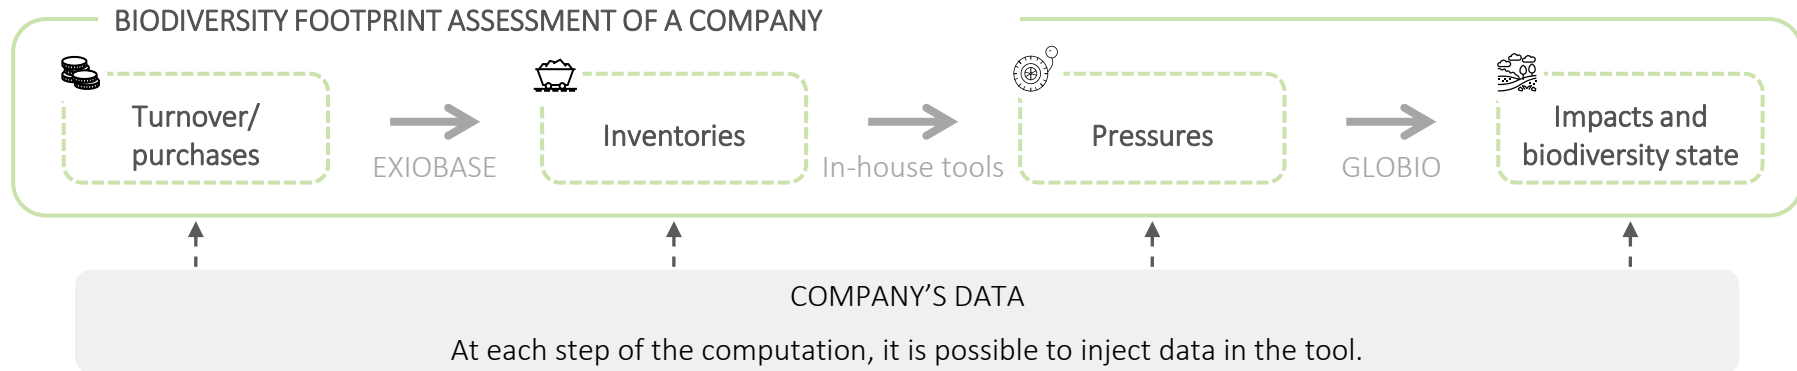 BIODIVERSITY FOOTPRINT ASSESSMENT OF A COMPANY
Turnover/
purchases
EXIOBASE
Inventories
In-house tools
Pressures
GLOBIO
Impacts and
biodiversity state
COMPANY’S DATA
At each step of the computation, it is possible to inject data in the tool.